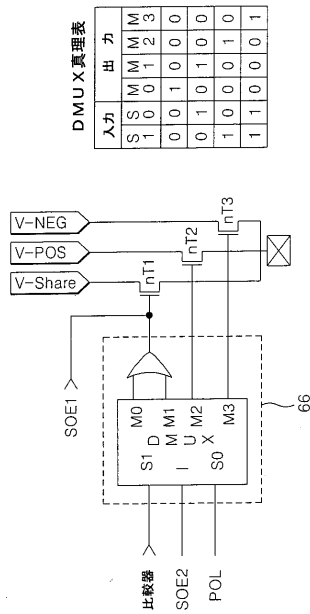 DMUX真理表
入力 出力
S1 S0 M0 M1 M2 M3
0 0 1 0 0 0
0 1 0 1 0 0
1 0 0 0 1 0
1 1 0 0 0 1
V-NEG
V-POS
V-Share
nT1
nT2
nT3
SOE1
M0
M1
M2
M3
DMUX
S1
I
S0
66
比較器
SOE2
POL